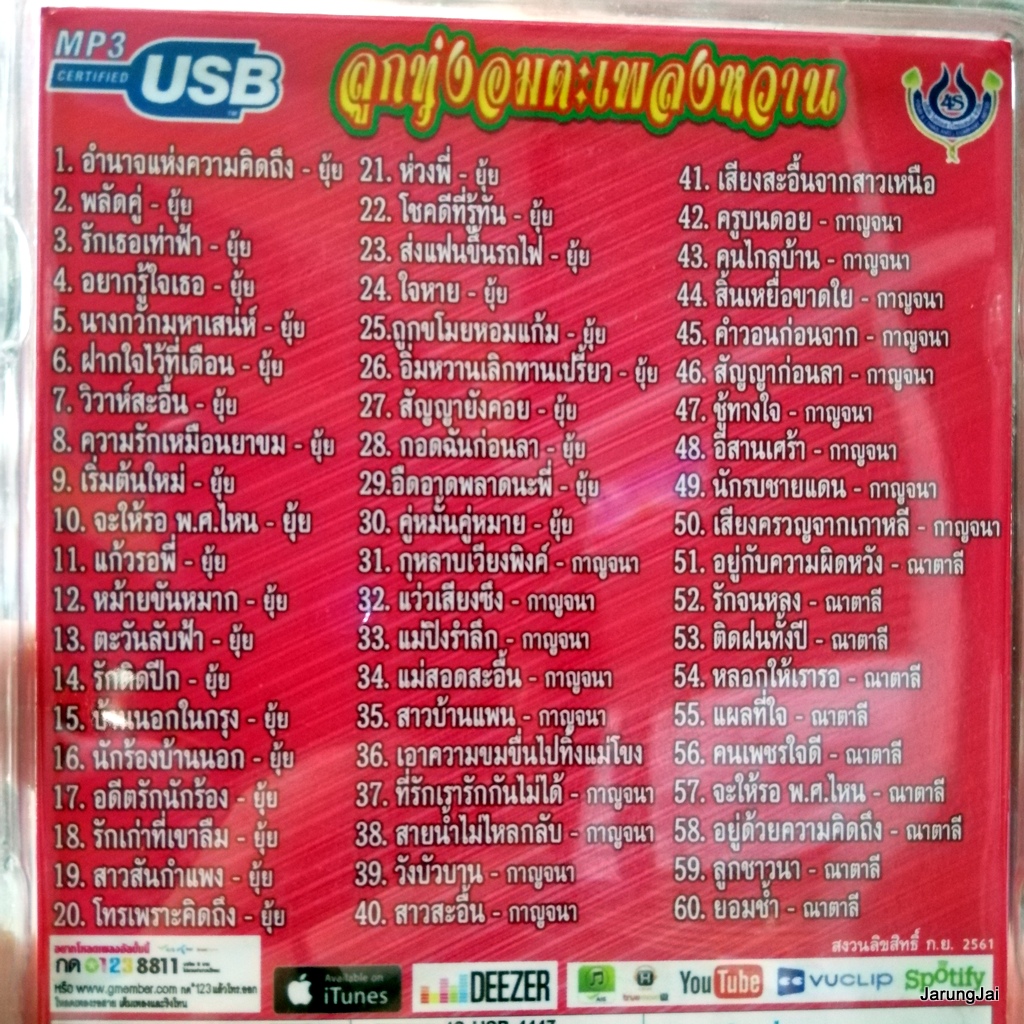 MP3
CERTIFIED
USB
ลูกทุ่งอมตะเพลงหวาน
1. อำนาจแห่งความคิดถึง - ยุ้ย
2. พลัดคู่ - ยุ้ย
3. รักเธอเท่าฟ้า - ยุ้ย
4. อยากรู้ใจเธอ - ยุ้ย
5. นางกวักมหาเสน่ห์ - ยุ้ย
6. ฝากใจไว้ที่เดือน - ยุ้ย
7. วิวาห์สะอื้น - ยุ้ย
8. ความรักเหมือนยาขม - ยุ้ย
9. เริ่มต้นใหม่ - ยุ้ย
10. จะให้รอ พ.ศ.ไหน - ยุ้ย
11. แก้วรอพี่ - ยุ้ย
12. หม้ายขันหมาก - ยุ้ย
13. ตะวันลับฟ้า - ยุ้ย
14. รักติดปีก - ยุ้ย
15. บ้านนอกในกรุง - ยุ้ย
16. นักร้องบ้านนอก - ยุ้ย
17. อดีตรักนักร้อง - ยุ้ย
18. รักเก่าที่เขาลืม - ยุ้ย
19. สาวสันกำแพง - ยุ้ย
20. โทรเพราะคิดถึง - ยุ้ย
21. ห่วงพี่ - ยุ้ย
22. โชคดีที่รู้ทัน - ยุ้ย
23. ส่งแฟนขึ้นรถไฟ - ยุ้ย
24. ใจหาย - ยุ้ย
25.ถูกขโมยหอมแก้ม - ยุ้ย
26. อิ่มหวานเลิกทานเปรี้ยว - ยุ้ย
27. สัญญายังคอย - ยุ้ย
28. กอดฉันก่อนลา - ยุ้ย
29.อืดอาดพลาดนะพี่ - ยุ้ย
30. คู่หมั้นคู่หมาย - ยุ้ย
31. กุหลาบเวียงพิงค์ - กาญจนา
32. แว่วเสียงซึง - กาญจนา
33. แม่ปิงรำลึก - กาญจนา
34. แม่สอดสะอื้น - กาญจนา
35. สาวบ้านแพน - กาญจนา
36. เอาความขมขื่นไปทิ้งแม่โขง
37. ที่รักเรารักกันไม่ได้ - กาญจนา
38. สายน้ำไม่ไหลกลับ - กาญจนา
39. วังบัวบาน - กาญจนา
40. สาวสะอื้น - กาญจนา
41. เสียงสะอื้นจากสาวเหนือ
42. ครูบนดอย - กาญจนา
43. คนไกลบ้าน - กาญจนา
44. สิ้นเหยื่อขาดใย - กาญจนา
45. คำวอนก่อนจาก - กาญจนา
46. สัญญาก่อนลา - กาญจนา
47. ชู้ทางใจ - กาญจนา
48. อีสานเศร้า - กาญจนา
49. นักรบชายแดน - กาญจนา
50. เสียงครวญจากเกาหลี - กาญจนา
51. อยู่กับความผิดหวัง - ณาตาลี
52. รักจนหลง - ณาตาลี
53. ติดฝนทั้งปี - ณาตาลี
54. หลอกให้เรารอ - ณาตาลี
55. แผลที่ใจ - ณาตาลี
56. คนเพชรใจดี - ณาตาลี
57. จะให้รอ พ.ศ.ไหน - ณาตาลี
58. อยู่ด้วยความคิดถึง - ณาตาลี
59. ลูกชาวนา - ณาตาลี
60. ยอมช้ำ - ณาตาลี
สงวนลิขสิทธิ์ ก.ย. 2561
กด 0123 8811
หรือ www.gmember.com กด *123 แล้วโทร.ออก
Available on
iTunes
DEEZER
YouTube
VUCLIP
Spotify
JarungJai